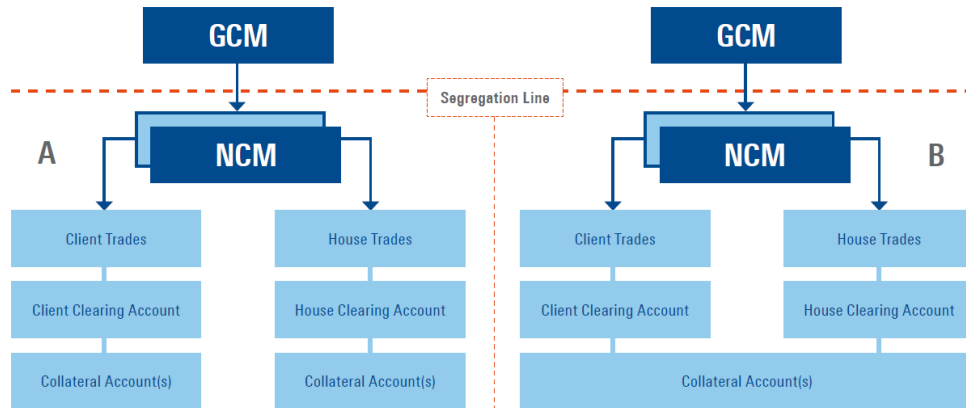 GCM
GCM
Segregation Line
A
NCM
NCM
B
Client Trades
House Trades
Client Trades
House Trades
Client Clearing Account
House Clearing Account
Client Clearing Account
House Clearing Account
Collateral Account(s)
Collateral Account(s)
Collateral Account(s)